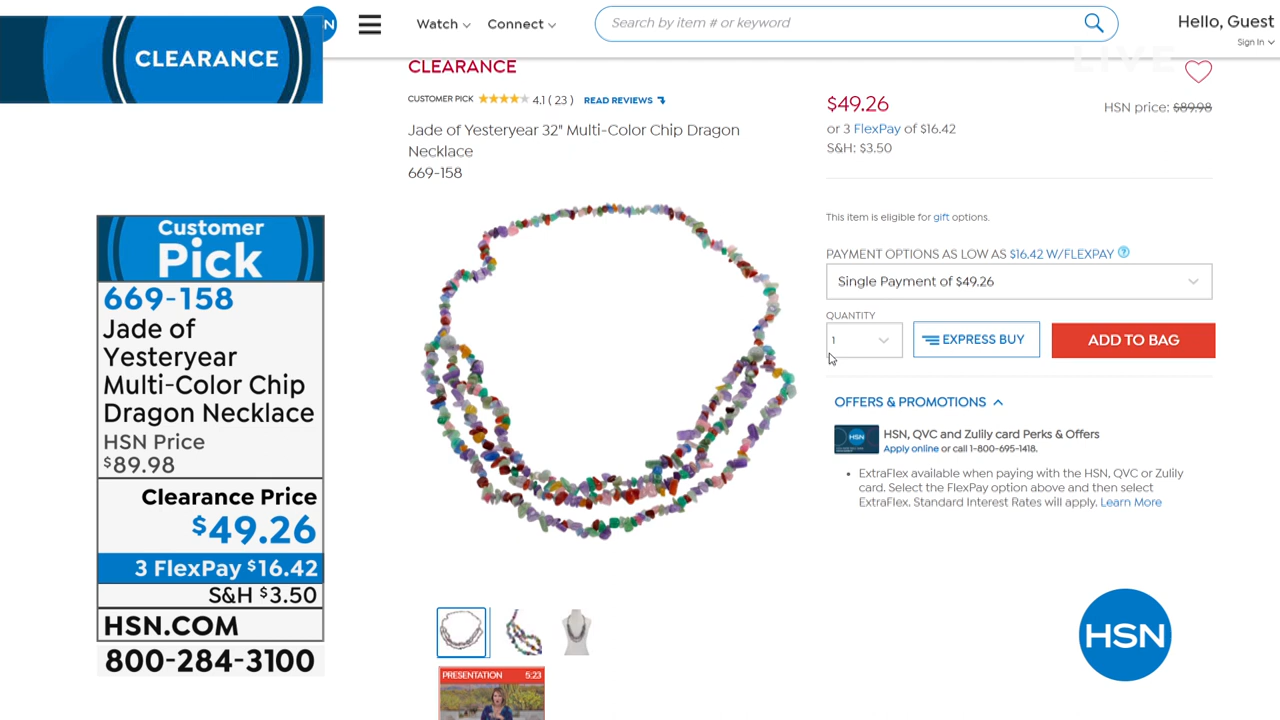 CLEARANCE
N
Watch
Connect
Search by item # or keyword
Hello, Guest
Sign In
LIVE
CLEARANCE
CUSTOMER PICK 4.1 ( 23 ) READ REVIEWS
Jade of Yesteryear 32" Multi-Color Chip Dragon
Necklace
669-158
$49.26
HSN price: $89.98
or 3 FlexPay of $16.42
S&H: $3.50
This item is eligible for gift options.
PAYMENT OPTIONS AS LOW AS $16.42 W/FLEXPAY ?
Single Payment of $49.26
QUANTITY
1
EXPRESS BUY
ADD TO BAG
OFFERS & PROMOTIONS
HSN
HSN, QVC and Zulily card Perks & Offers
Apply online or call 1-800-695-1418.
• ExtraFlex available when paying with the HSN, QVC or Zulily
card. Select the FlexPay option above and then select
ExtraFlex. Standard Interest Rates will apply. Learn More
Customer
Pick
669-158
Jade of
Yesteryear
Multi-Color Chip
Dragon Necklace
HSN Price
$89.98
Clearance Price
$49.26
3 FlexPay $16.42
S&H $3.50
HSN.COM
800-284-3100
PRESENTATION 5:23
HSN